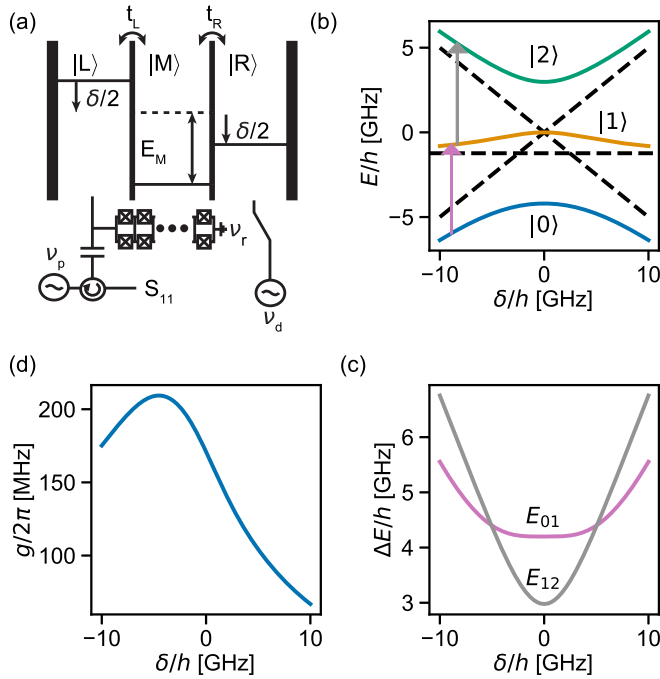 (a)
t_L
t_R
|L⟩
|M⟩
|R⟩
δ/2
δ/2
E_M
ν_r
ν_p
S_11
ν_d
(b)
E/h [GHz]
5
0
−5
|2⟩
|1⟩
|0⟩
−10
0
10
δ/h [GHz]
(d)
g/2π [MHz]
200
150
100
−10
0
10
δ/h [GHz]
(c)
ΔE/h [GHz]
6
5
4
3
E_01
E_12
−10
0
10
δ/h [GHz]